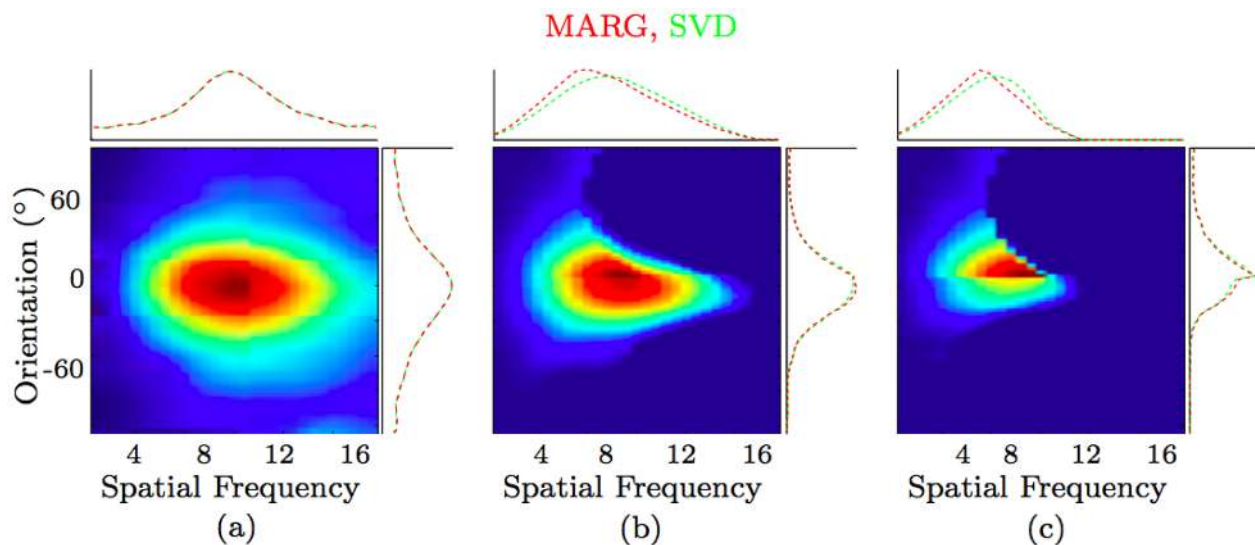 MARG, SVD
Orientation (°)
60
0
-60
4 8 12 16
Spatial Frequency
(a)
4 8 12 16
Spatial Frequency
(b)
4 8 12 16
Spatial Frequency
(c)